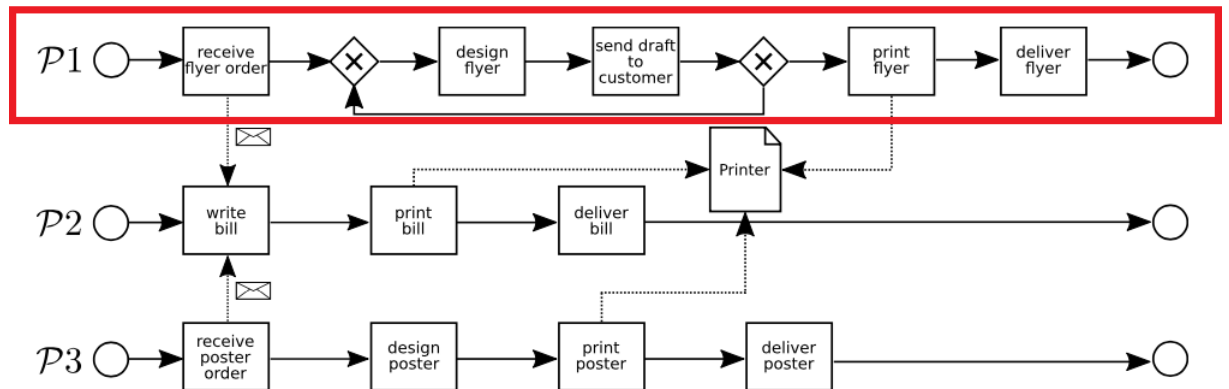 P1
receive
flyer order
design
flyer
send draft
to
customer
print
flyer
deliver
flyer
Printer
P2
write
bill
print
bill
deliver
bill
P3
receive
poster
order
design
poster
print
poster
deliver
poster